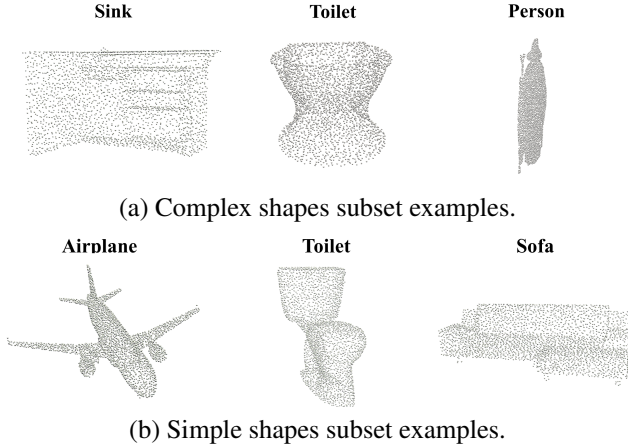 Sink Toilet Person
(a) Complex shapes subset examples.
Airplane Toilet Sofa
(b) Simple shapes subset examples.